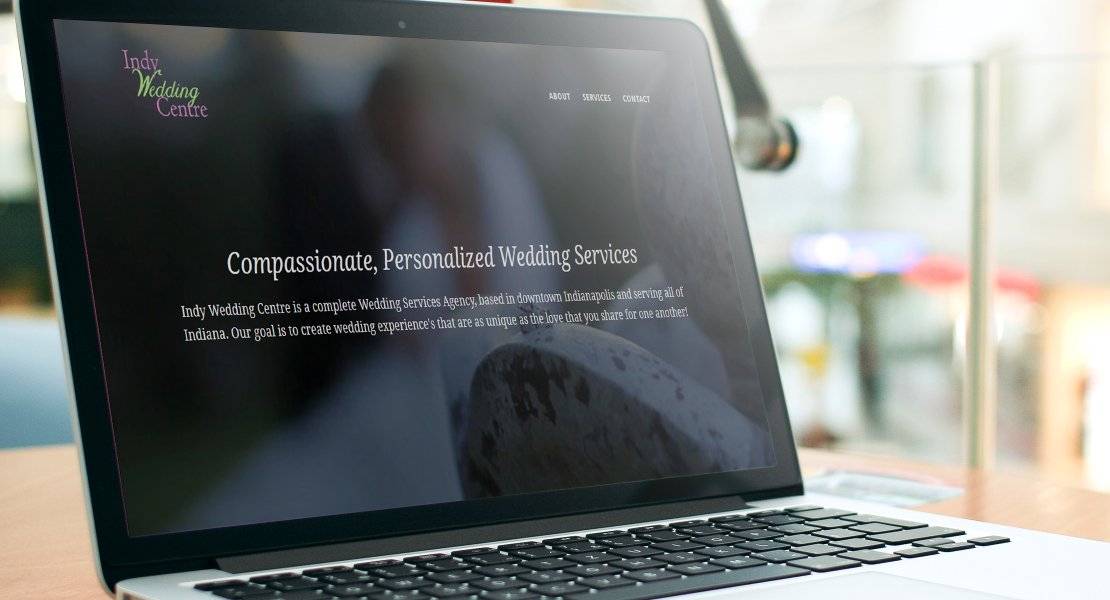 Indy
Wedding
Centre
ABOUT SERVICES CONTACT
Compassionate, Personalized Wedding Services
Indy Wedding Centre is a complete Wedding Services Agency, based in downtown Indianapolis and serving all of
Indiana. Our goal is to create wedding experience's that are as unique as the love that you share for one another!